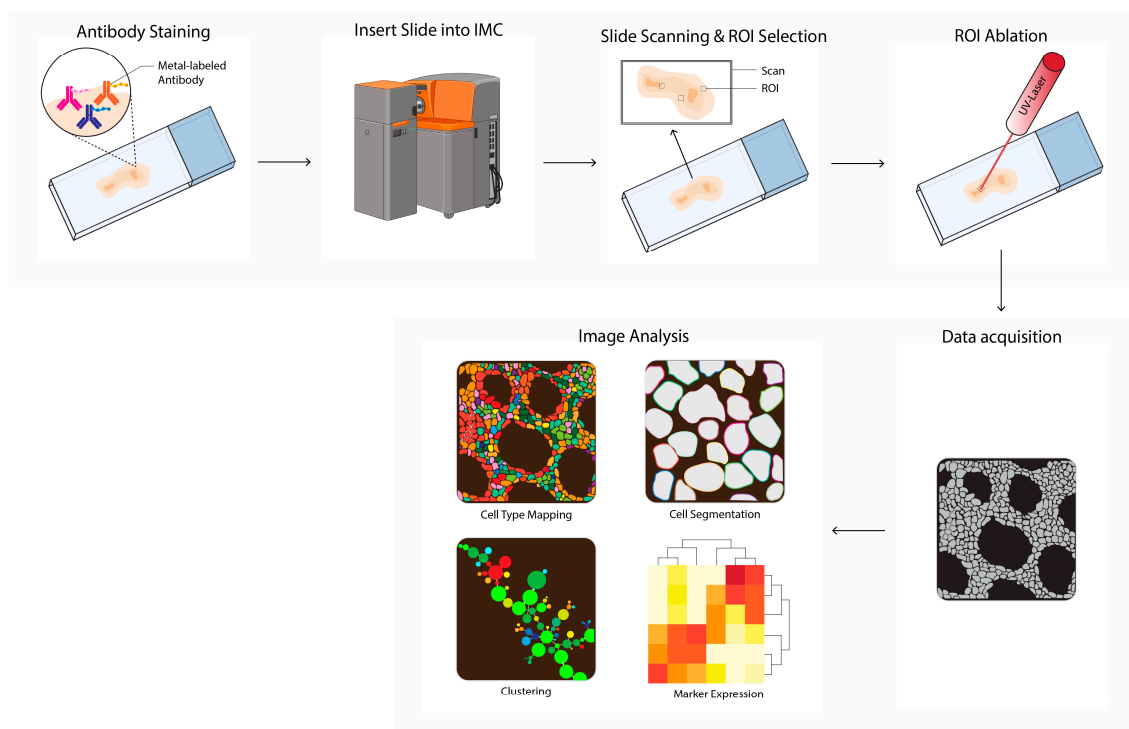 Antibody Staining
Metal-labeled
Antibody
Insert Slide into IMC
Slide Scanning & ROI Selection
Scan
ROI
ROI Ablation
UV-Laser
Data acquisition
Image Analysis
Cell Type Mapping
Cell Segmentation
Clustering
Marker Expression